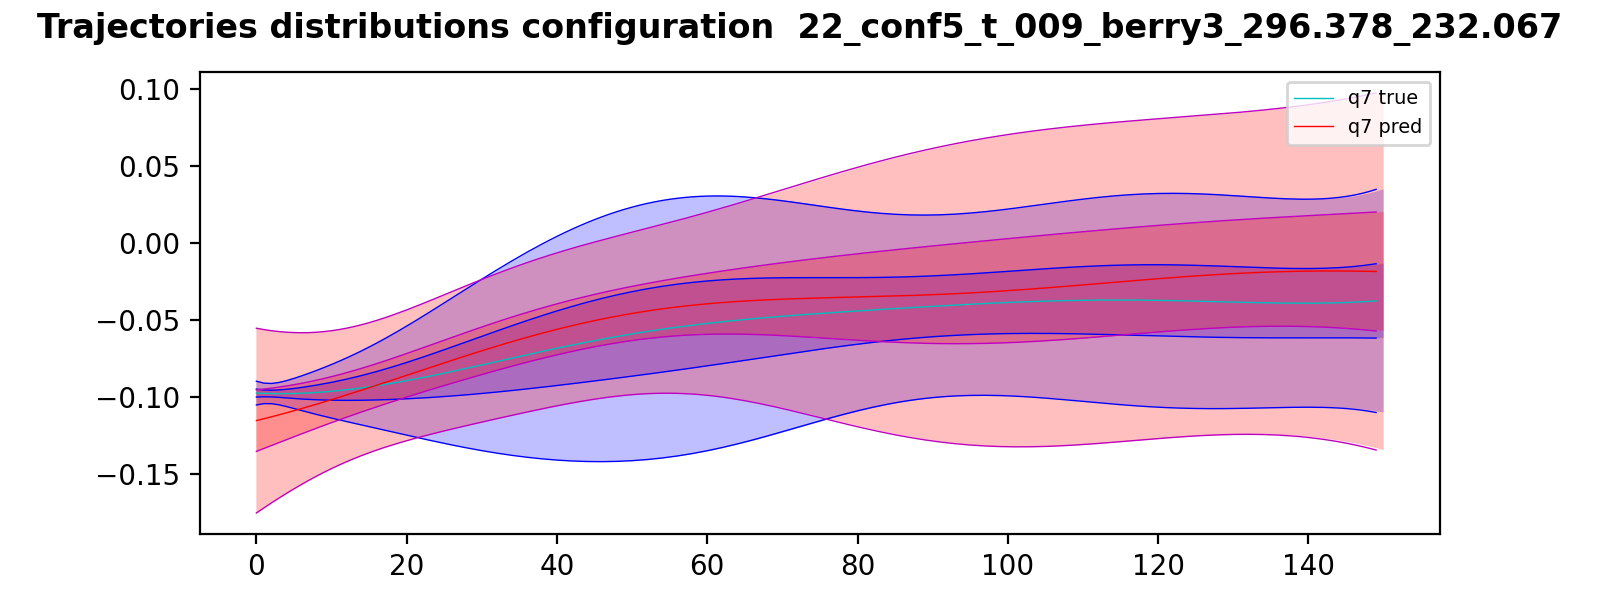 Trajectories distributions configuration  22_conf5_t_009_berry3_296.378_232.067
0.10
0.05
0.00
−0.05
−0.10
−0.15
q7 true
q7 pred
0 20 40 60 80 100 120 140